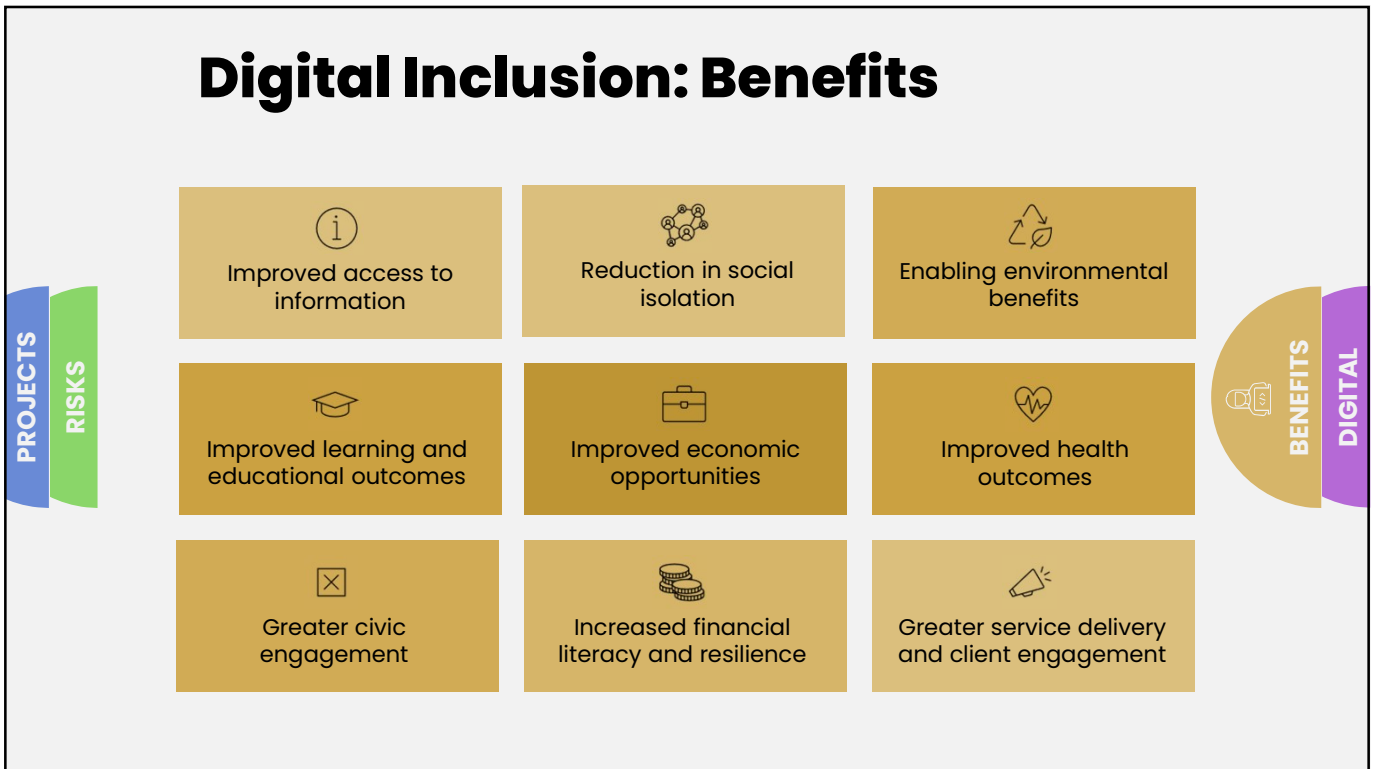 Digital Inclusion: Benefits
Improved access to
information
Reduction in social
isolation
Enabling environmental
benefits
Improved learning and
educational outcomes
Improved economic
opportunities
Improved health
outcomes
Greater civic
engagement
Increased financial
literacy and resilience
Greater service delivery
and client engagement
PROJECTS
RISKS
BENEFITS
DIGITAL